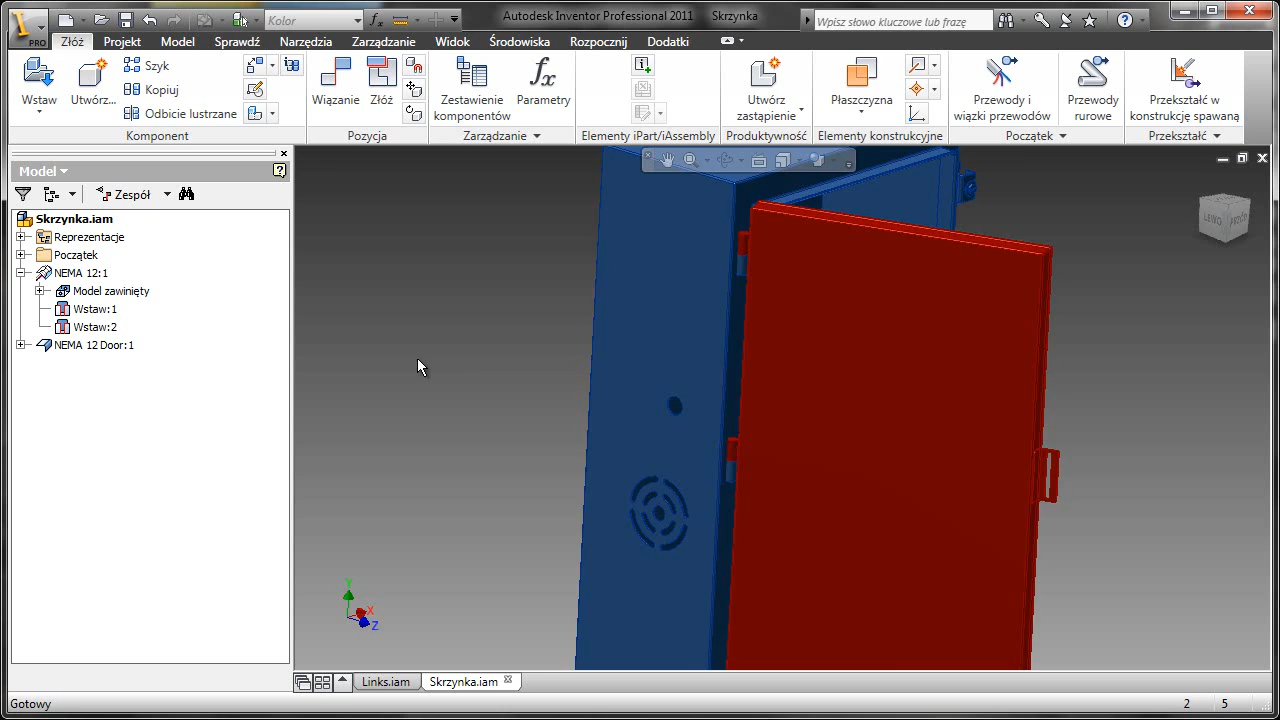 Kolor
Autodesk Inventor Professional 2011 Skrzynka
Wpisz słowo kluczowe lub frazę
PRO
Złóż Projekt Model Sprawdź Narzędzia Zarządzanie Widok Środowiska Rozpocznij Dodatki
Wstaw
Utwórz...
Szyk
Kopiuj
Odbicie lustrzane
Komponent
Wiązanie
Złóż
Pozycja
Zestawienie
komponentów
Parametry
Zarządzanie
Elementy iPart/iAssembly
Utwórz
zastąpienie
Produktywność
Płaszczyzna
Elementy konstrukcyjne
Przewody i
wiązki przewodów
Przewody
rurowe
Początek
Przekształć w
konstrukcję spawaną
Przekształć
Model
Zespół
Skrzynka.iam
Reprezentacje
Początek
NEMA 12:1
Model zawinięty
Wstaw:1
Wstaw:2
NEMA 12 Door:1
LEWO
PRZÓD
Y
X
Z
Links.iam
Skrzynka.iam
Gotowy
2 5